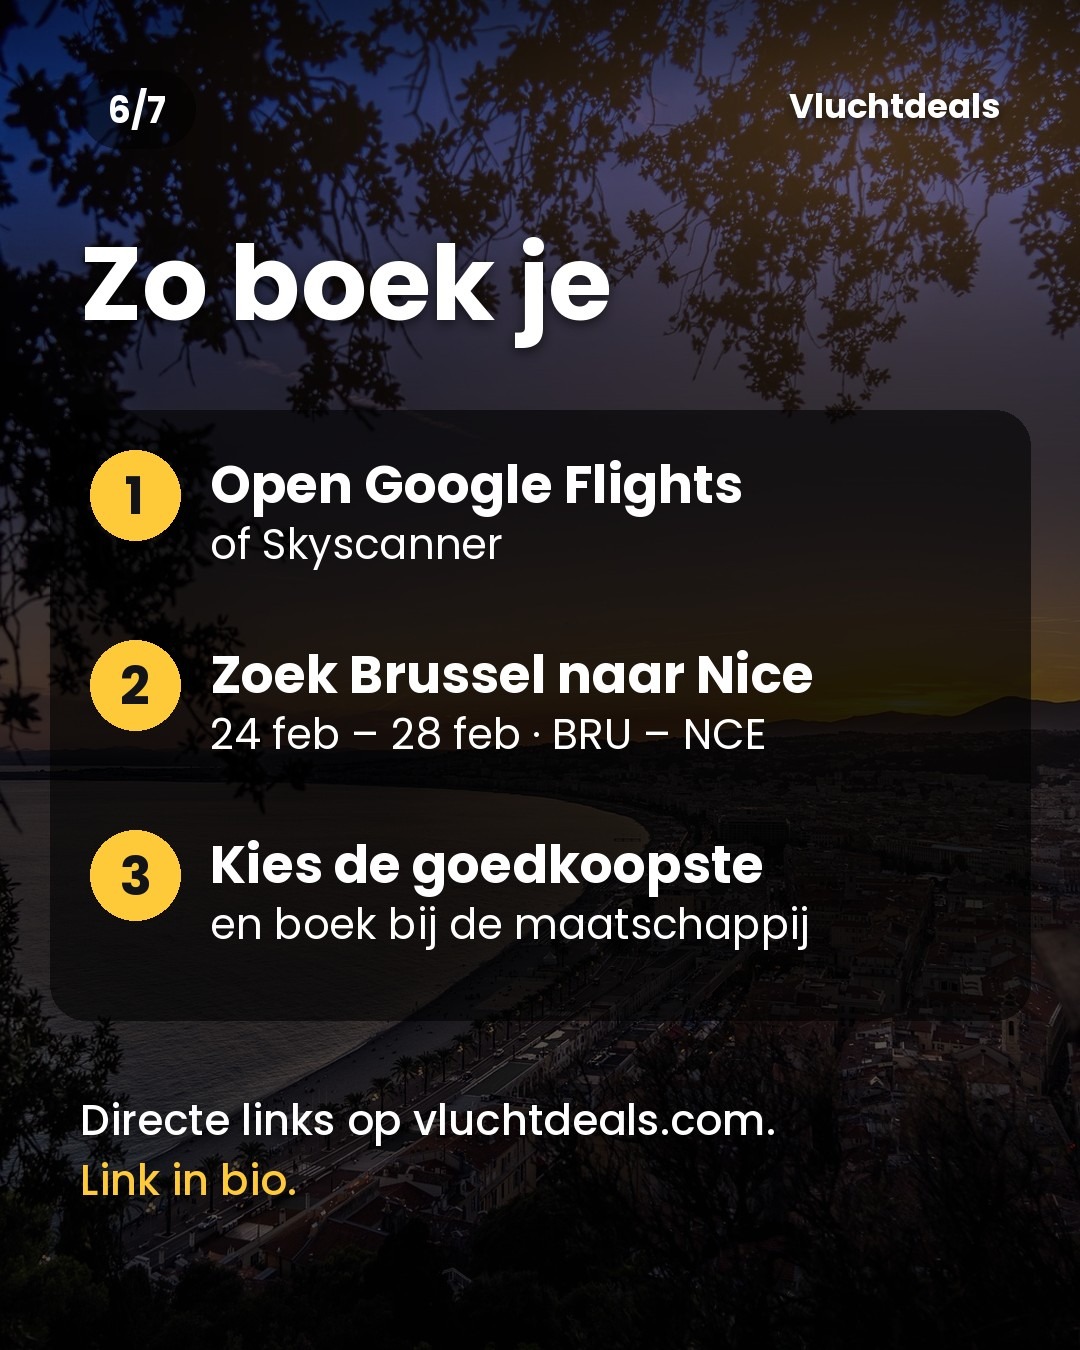 6/7
Vluchtdeals
Zo boek je
1
Open Google Flights
of Skyscanner
2
Zoek Brussel naar Nice
24 feb – 28 feb · BRU – NCE
3
Kies de goedkoopste
en boek bij de maatschappij
Directe links op vluchtdeals.com.
Link in bio.